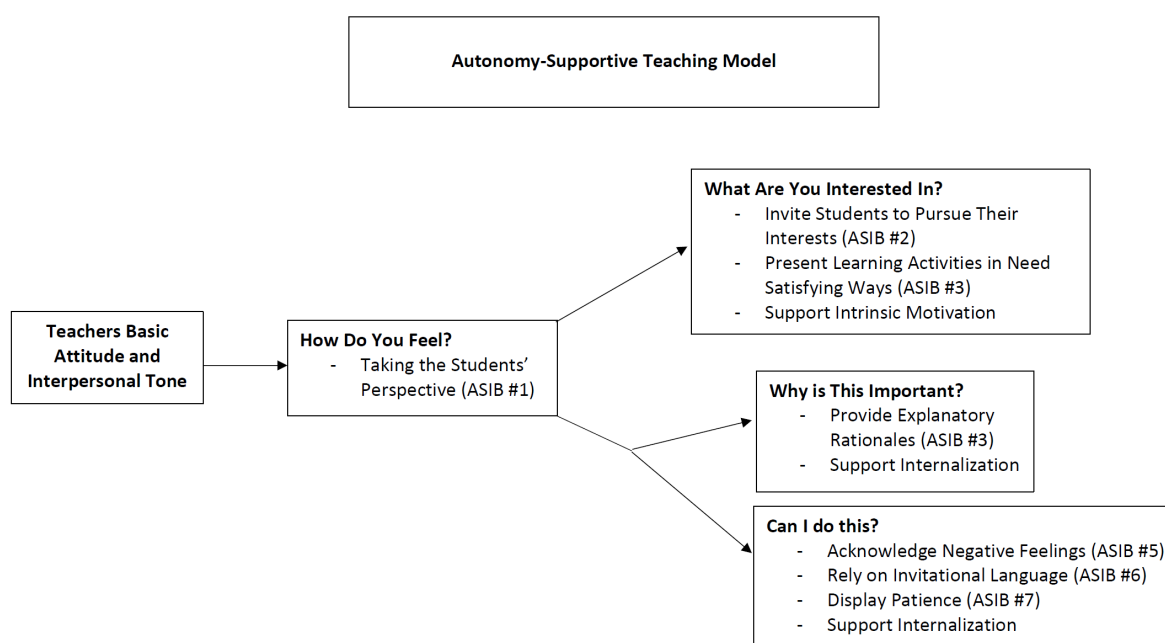 Autonomy-Supportive Teaching Model
What Are You Interested In?
- Invite Students to Pursue Their
Interests (ASIB #2)
- Present Learning Activities in Need
Satisfying Ways (ASIB #3)
- Support Intrinsic Motivation
Teachers Basic
Attitude and
Interpersonal Tone
How Do You Feel?
- Taking the Students’
Perspective (ASIB #1)
Why is This Important?
- Provide Explanatory
Rationales (ASIB #3)
- Support Internalization
Can I do this?
- Acknowledge Negative Feelings (ASIB #5)
- Rely on Invitational Language (ASIB #6)
- Display Patience (ASIB #7)
- Support Internalization